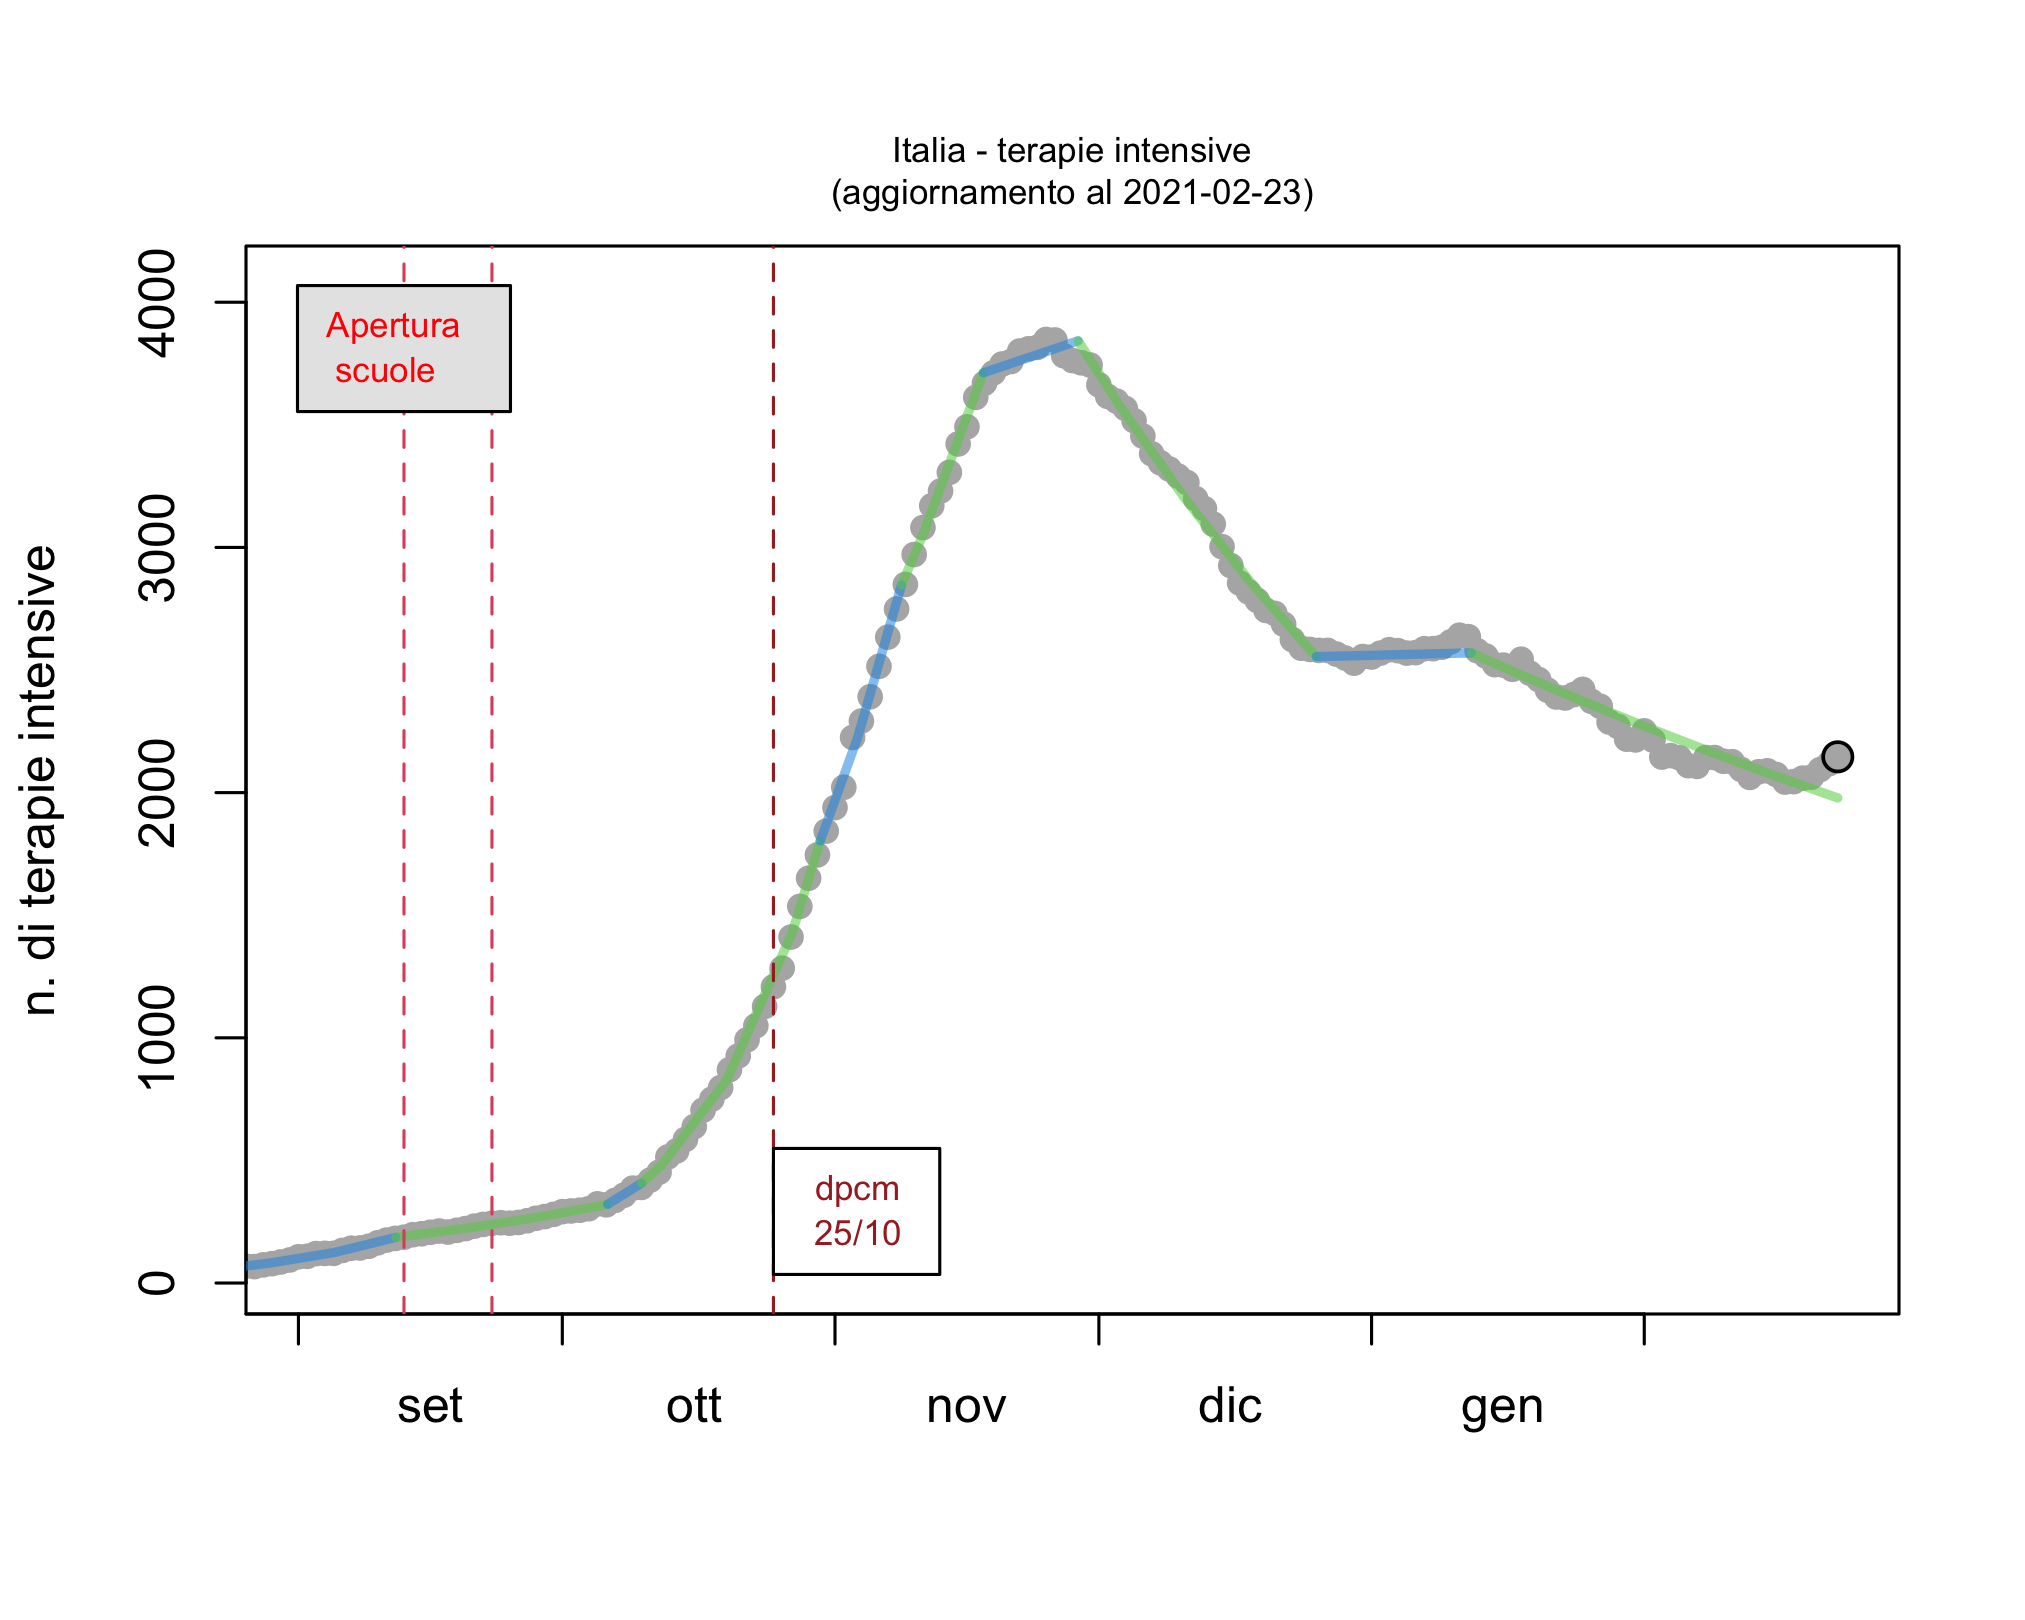 Italia - terapie intensive
(aggiornamento al 2021-02-23)
n. di terapie intensive
4000
3000
2000
1000
0
Apertura
scuole
dpcm
25/10
set
ott
nov
dic
gen